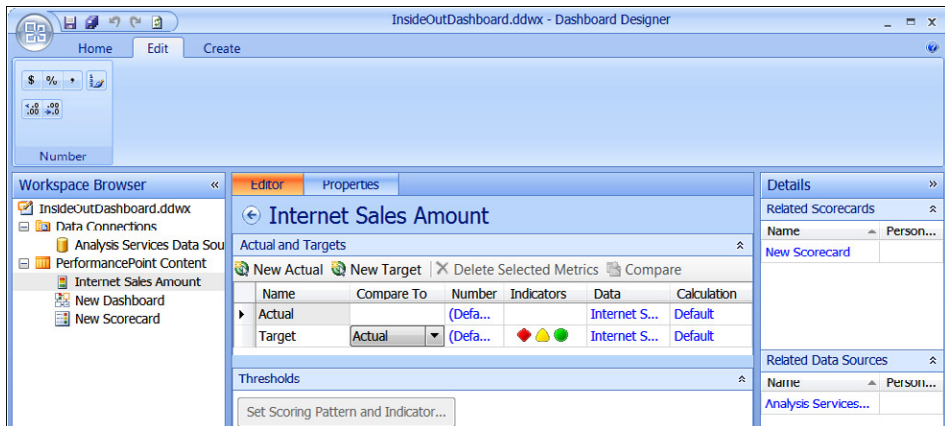 InsideOutDashboard.ddwx - Dashboard Designer
Home Edit Create
$ % ,
Number
Workspace Browser «
InsideOutDashboard.ddwx
Data Connections
Analysis Services Data Sou
PerformancePoint Content
Internet Sales Amount
New Dashboard
New Scorecard
Editor Properties
Internet Sales Amount
Actual and Targets
New Actual New Target Delete Selected Metrics Compare
Name Compare To Number Indicators Data Calculation
Actual (Defa... Internet S... Default
Target Actual (Defa... Internet S... Default
Thresholds
Set Scoring Pattern and Indicator...
Details »
Related Scorecards
Name Person...
New Scorecard
Related Data Sources
Name Person...
Analysis Services...